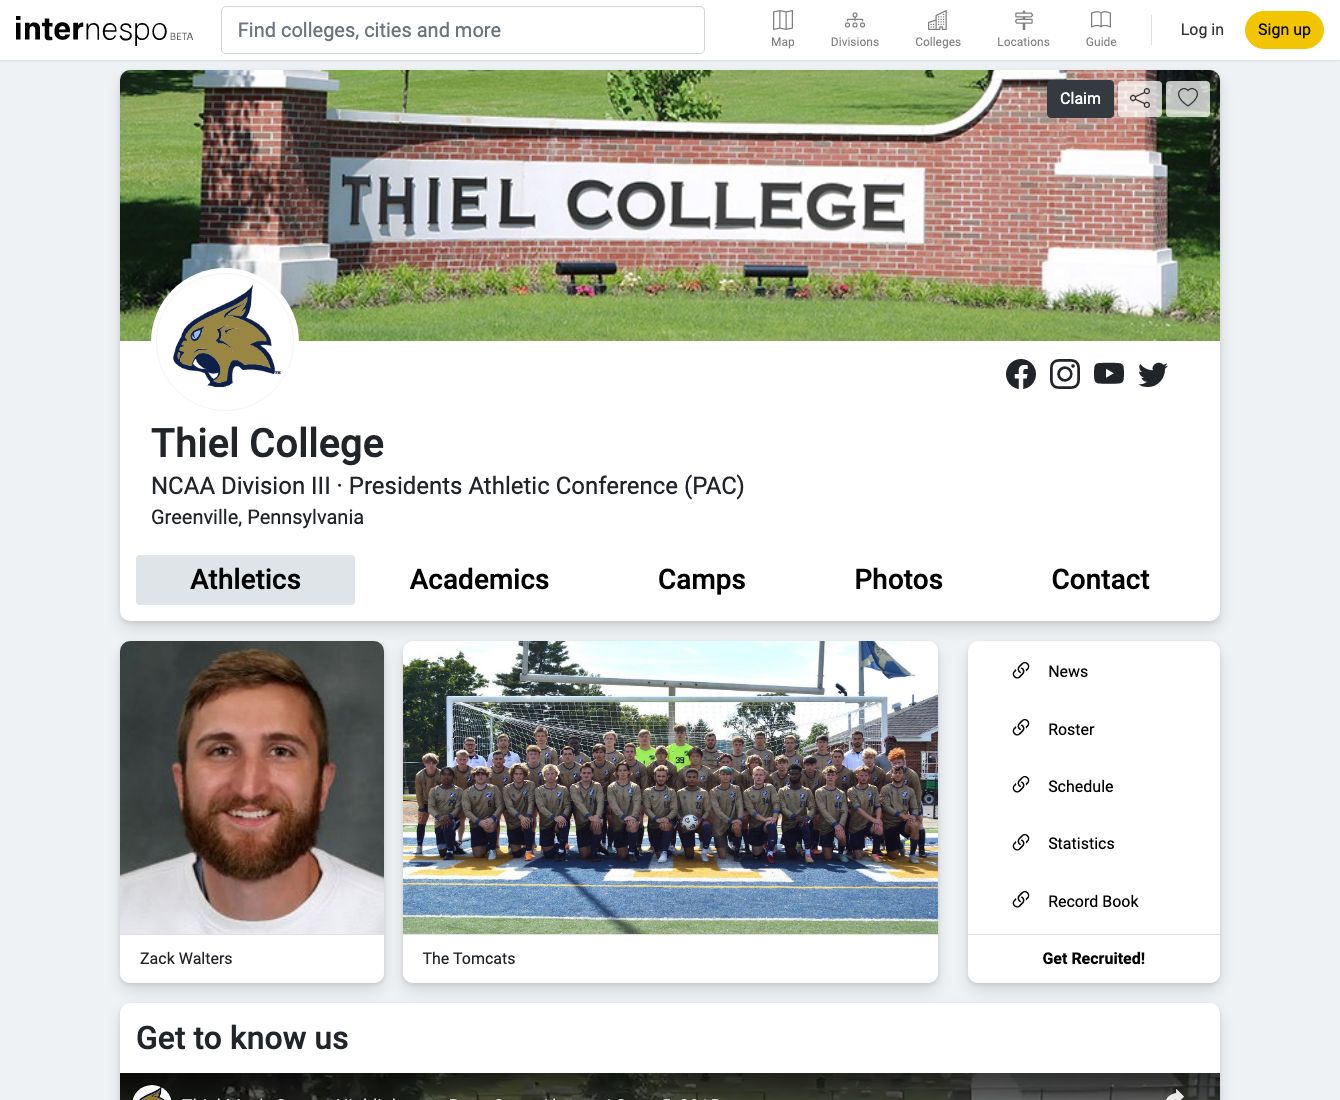 internespo BETA
Find colleges, cities and more
Map
Divisions
Colleges
Locations
Guide
Log in
Sign up
Claim
THIEL COLLEGE
Thiel College
NCAA Division III · Presidents Athletic Conference (PAC)
Greenville, Pennsylvania
Athletics
Academics
Camps
Photos
Contact
39
News
Roster
Schedule
Statistics
Record Book
Zack Walters
The Tomcats
Get Recruited!
Get to know us